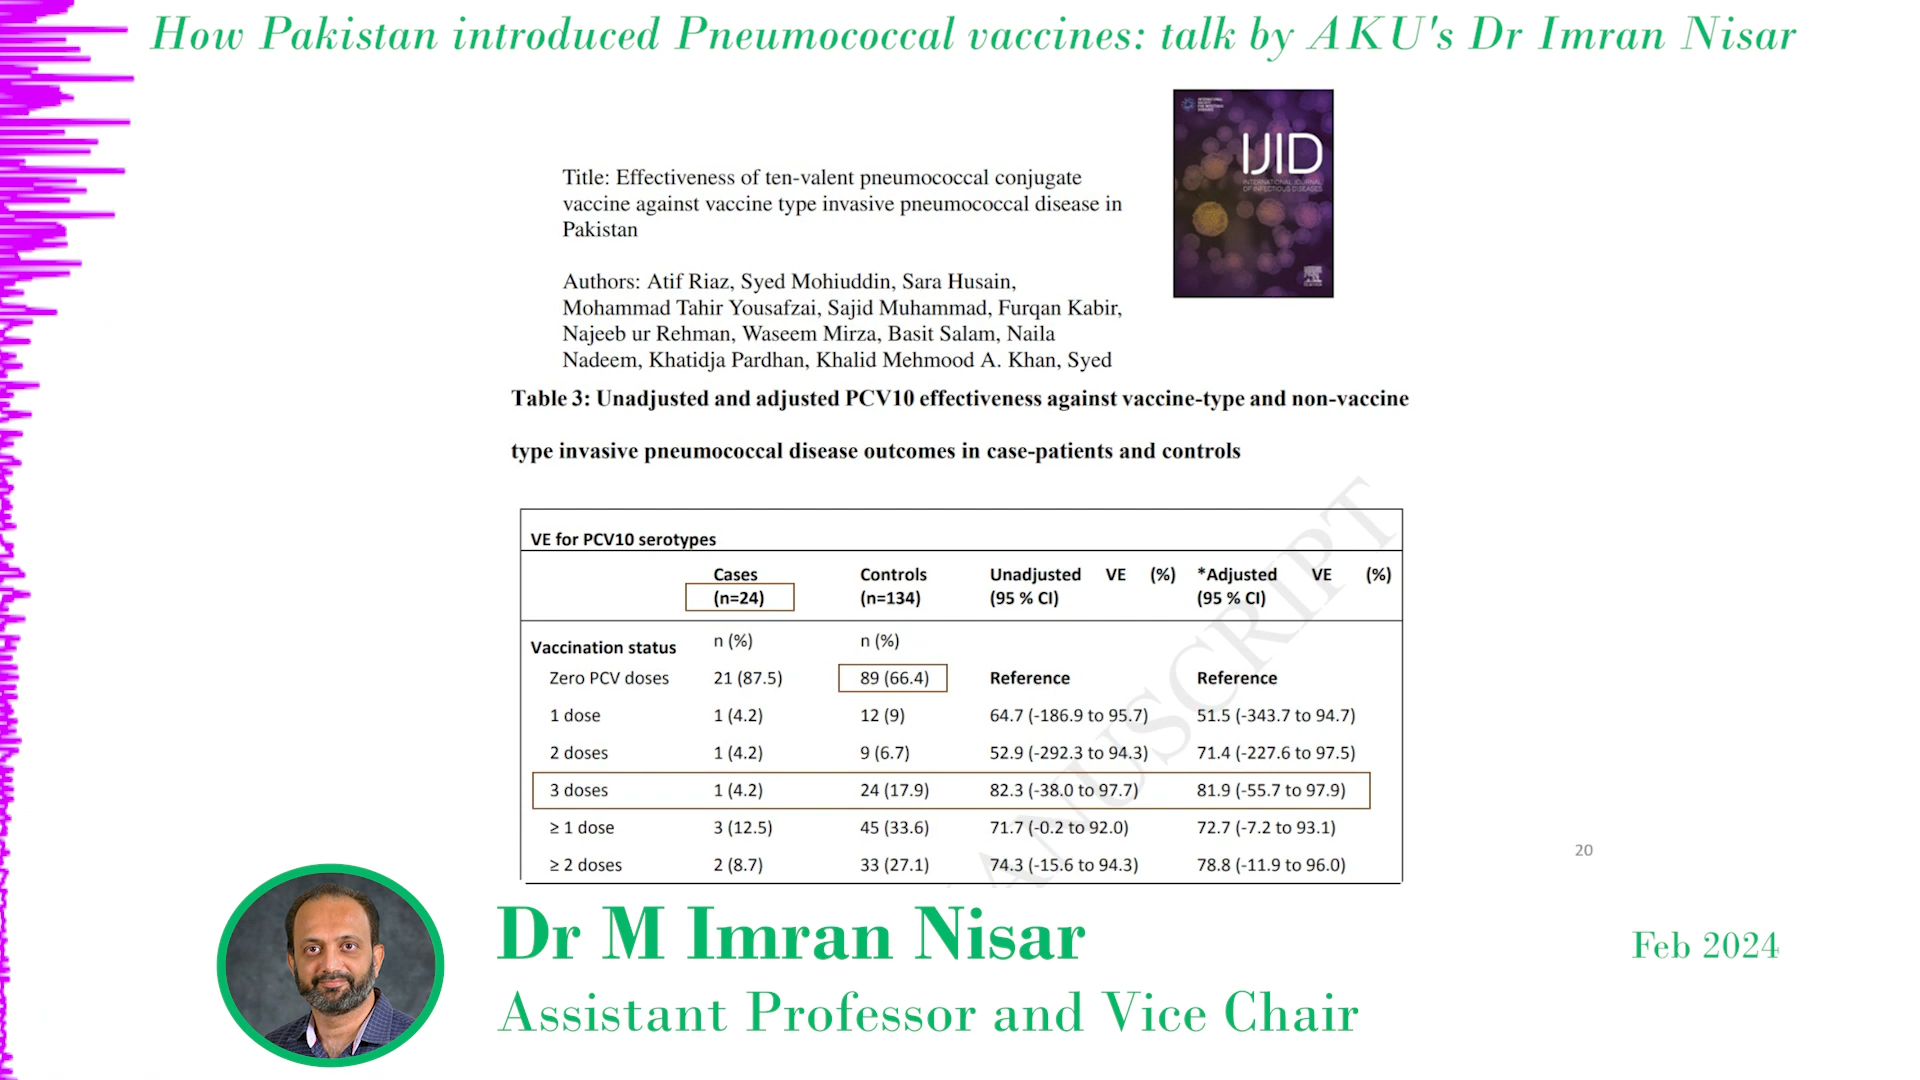 How Pakistan introduced Pneumococcal vaccines: talk by AKU's Dr Imran Nisar
IJID
INTERNATIONAL JOURNAL
OF INFECTIOUS DISEASES
Title: Effectiveness of ten-valent pneumococcal conjugate
vaccine against vaccine type invasive pneumococcal disease in
Pakistan
Authors: Atif Riaz, Syed Mohiuddin, Sara Husain,
Mohammad Tahir Yousafzai, Sajid Muhammad, Furqan Kabir,
Najeeb ur Rehman, Waseem Mirza, Basit Salam, Naila
Nadeem, Khatidja Pardhan, Khalid Mehmood A. Khan, Syed
Table 3: Unadjusted and adjusted PCV10 effectiveness against vaccine-type and non-vaccine
type invasive pneumococcal disease outcomes in case-patients and controls
VE for PCV10 serotypes
Cases Controls Unadjusted VE (%) *Adjusted VE (%)
(n=24) (n=134) (95 % CI) (95 % CI)
Vaccination status n (%) n (%)
Zero PCV doses 21 (87.5) 89 (66.4) Reference Reference
1 dose 1 (4.2) 12 (9) 64.7 (-186.9 to 95.7) 51.5 (-343.7 to 94.7)
2 doses 1 (4.2) 9 (6.7) 52.9 (-292.3 to 94.3) 71.4 (-227.6 to 97.5)
3 doses 1 (4.2) 24 (17.9) 82.3 (-38.0 to 97.7) 81.9 (-55.7 to 97.9)
≥ 1 dose 3 (12.5) 45 (33.6) 71.7 (-0.2 to 92.0) 72.7 (-7.2 to 93.1)
≥ 2 doses 2 (8.7) 33 (27.1) 74.3 (-15.6 to 94.3) 78.8 (-11.9 to 96.0)
ANUSCRIPT
20
Dr M Imran Nisar
Assistant Professor and Vice Chair
Feb 2024